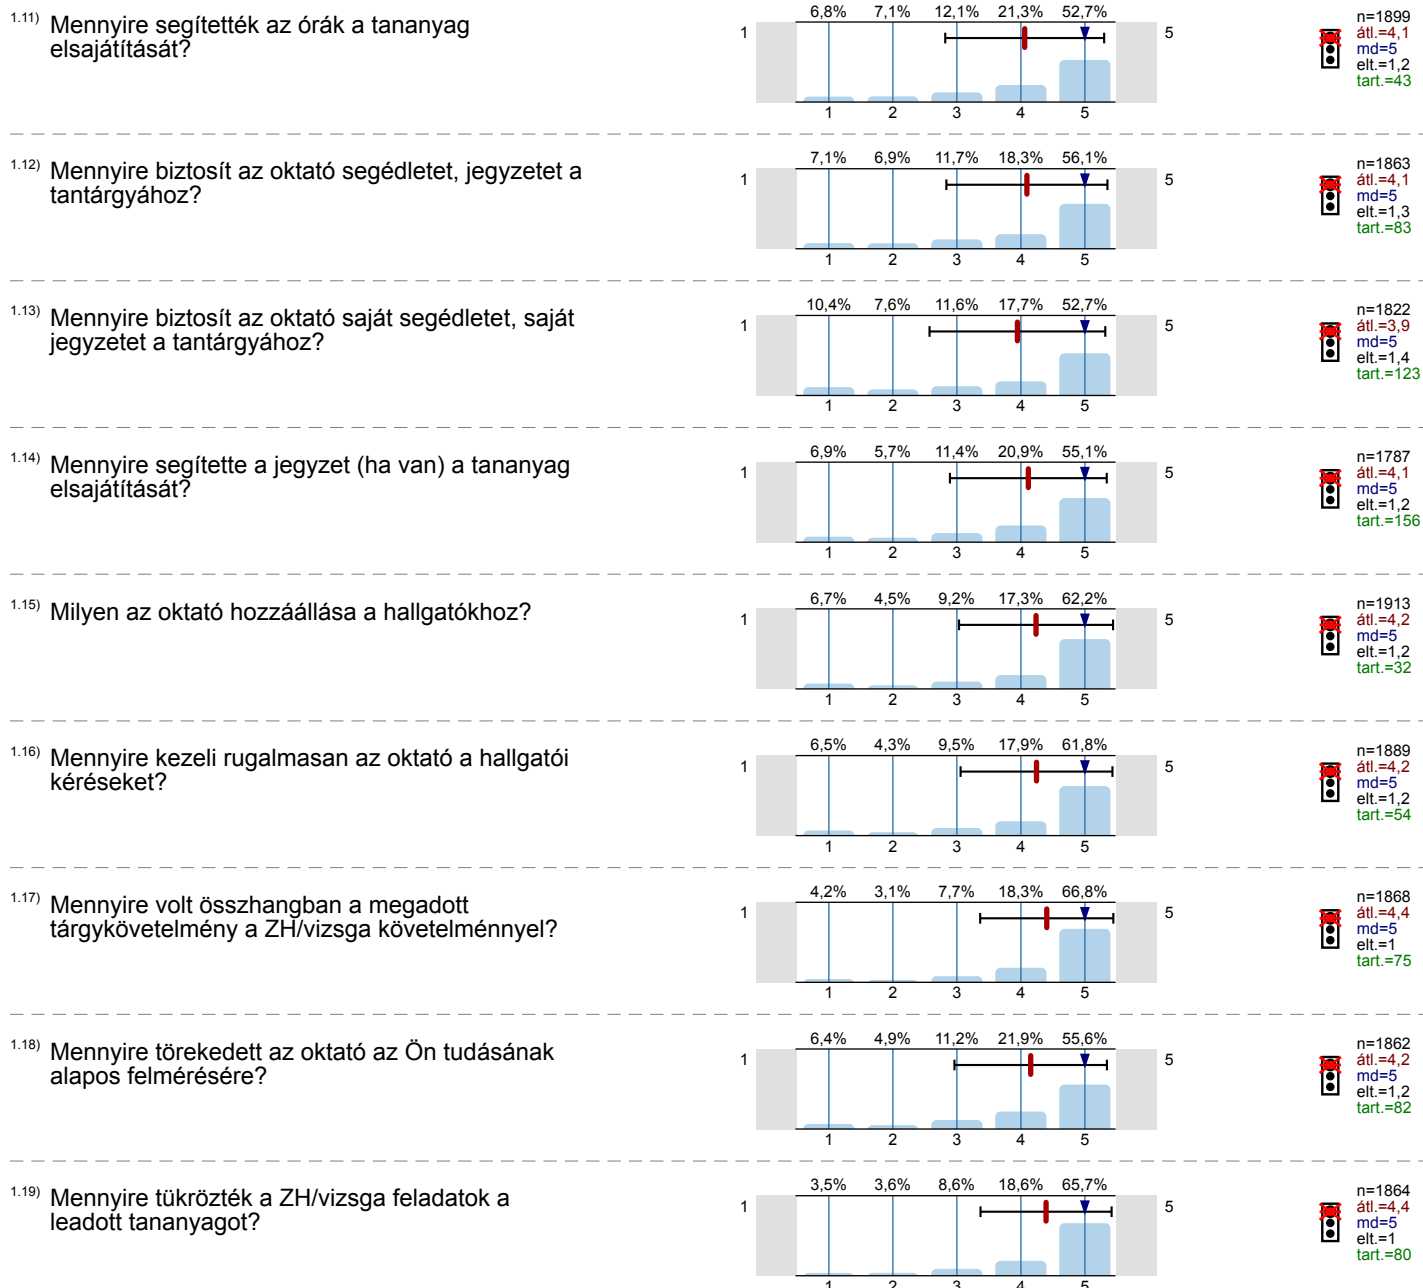 1.11) Mennyire segítették az órák a tananyag
elsajátítását?
6,8% 7,1% 12,1% 21,3% 52,7%
1 5
1 2 3 4 5
n=1899
átl.=4,1
md=5
elt.=1,2
tart.=43
1.12) Mennyire biztosít az oktató segédletet, jegyzetet a
tantárgyához?
7,1% 6,9% 11,7% 18,3% 56,1%
1 5
1 2 3 4 5
n=1863
átl.=4,1
md=5
elt.=1,3
tart.=83
1.13) Mennyire biztosít az oktató saját segédletet, saját
jegyzetet a tantárgyához?
10,4% 7,6% 11,6% 17,7% 52,7%
1 5
1 2 3 4 5
n=1822
átl.=3,9
md=5
elt.=1,4
tart.=123
1.14) Mennyire segítette a jegyzet (ha van) a tananyag
elsajátítását?
6,9% 5,7% 11,4% 20,9% 55,1%
1 5
1 2 3 4 5
n=1787
átl.=4,1
md=5
elt.=1,2
tart.=156
1.15) Milyen az oktató hozzáállása a hallgatókhoz?
6,7% 4,5% 9,2% 17,3% 62,2%
1 5
1 2 3 4 5
n=1913
átl.=4,2
md=5
elt.=1,2
tart.=32
1.16) Mennyire kezeli rugalmasan az oktató a hallgatói
kéréseket?
6,5% 4,3% 9,5% 17,9% 61,8%
1 5
1 2 3 4 5
n=1889
átl.=4,2
md=5
elt.=1,2
tart.=54
1.17) Mennyire volt összhangban a megadott
tárgykövetelmény a ZH/vizsga követelménnyel?
4,2% 3,1% 7,7% 18,3% 66,8%
1 5
1 2 3 4 5
n=1868
átl.=4,4
md=5
elt.=1
tart.=75
1.18) Mennyire törekedett az oktató az Ön tudásának
alapos felmérésére?
6,4% 4,9% 11,2% 21,9% 55,6%
1 5
1 2 3 4 5
n=1862
átl.=4,2
md=5
elt.=1,2
tart.=82
1.19) Mennyire tükrözték a ZH/vizsga feladatok a
leadott tananyagot?
3,5% 3,6% 8,6% 18,6% 65,7%
1 5
1 2 3 4 5
n=1864
átl.=4,4
md=5
elt.=1
tart.=80